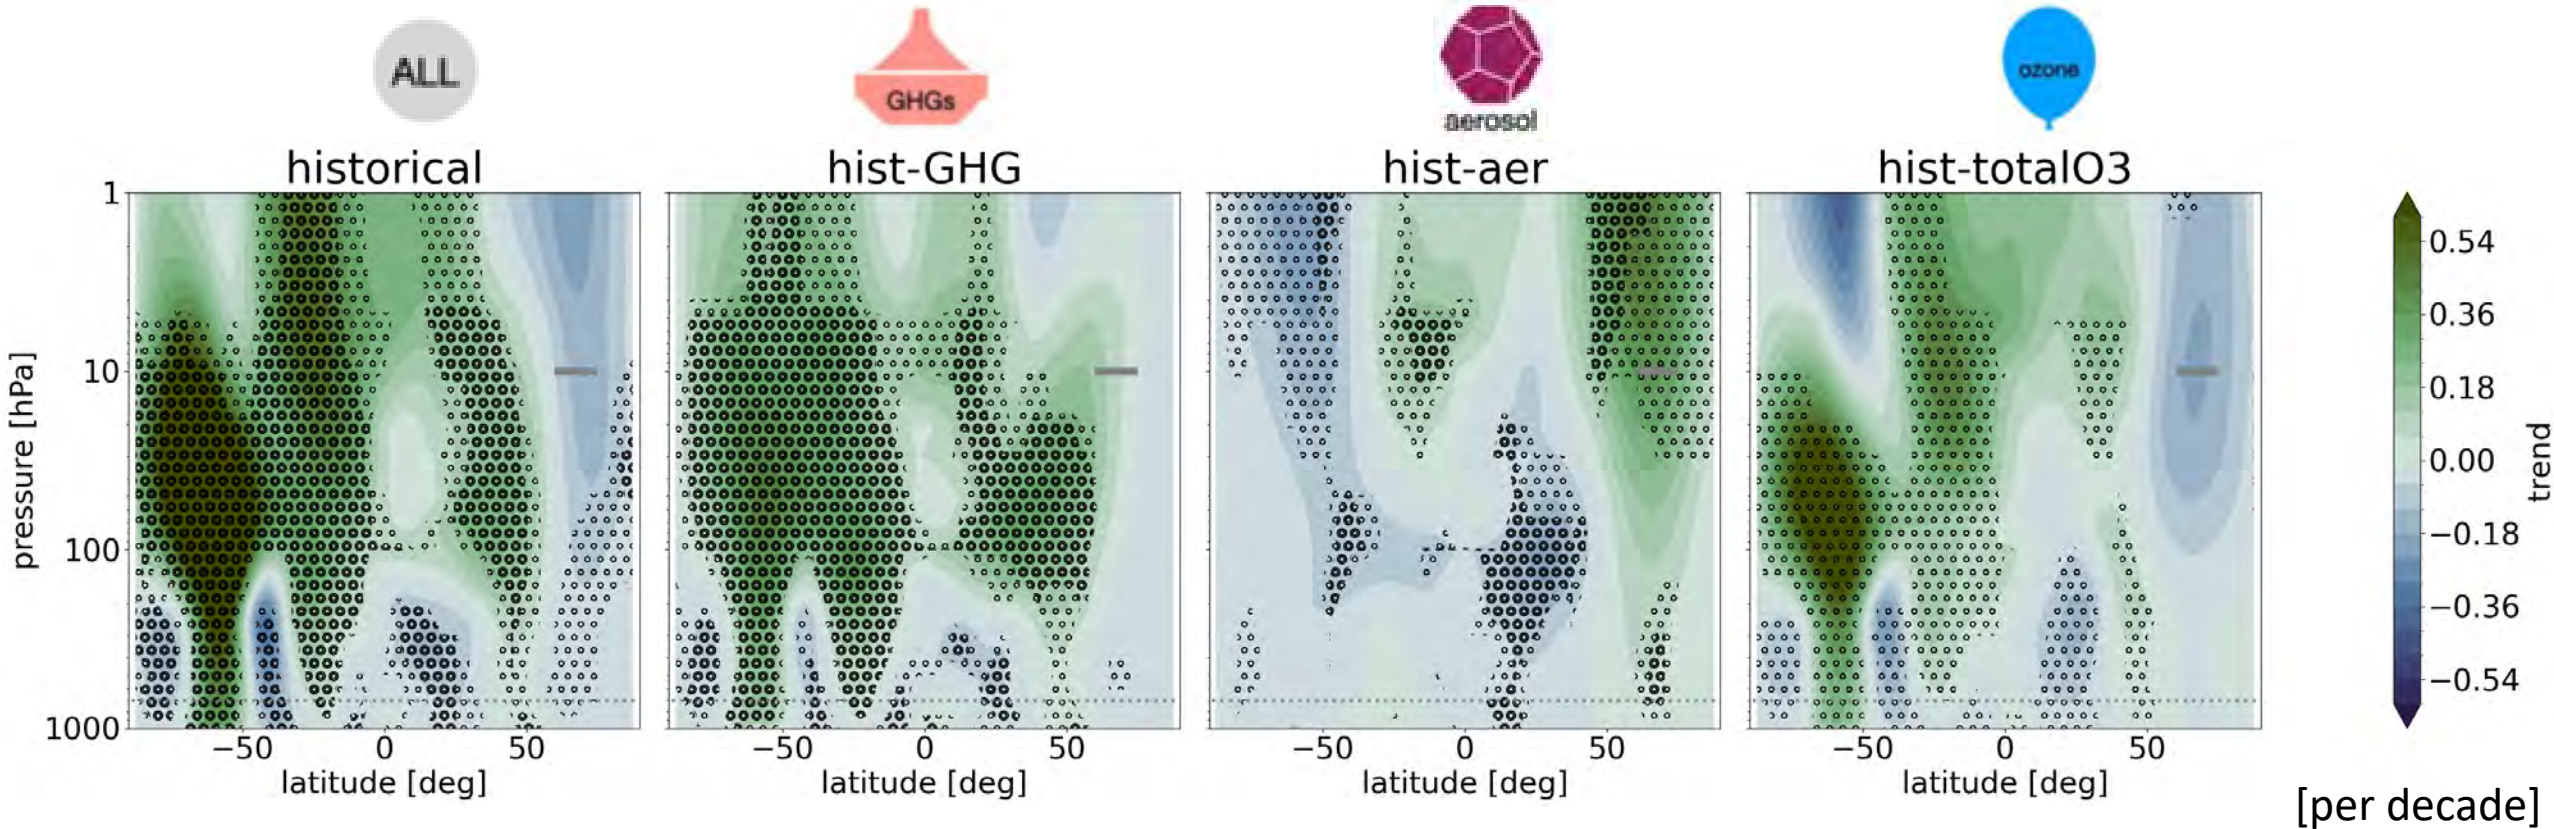 ALL
GHGs
aerosol
ozone
historical
hist-GHG
hist-aer
hist-totalO3
1
10
100
1000
pressure [hPa]
−50 0 50
−50 0 50
−50 0 50
−50 0 50
latitude [deg]
latitude [deg]
latitude [deg]
latitude [deg]
0.54
0.36
0.18
0.00
−0.18
−0.36
−0.54
trend
[per decade]